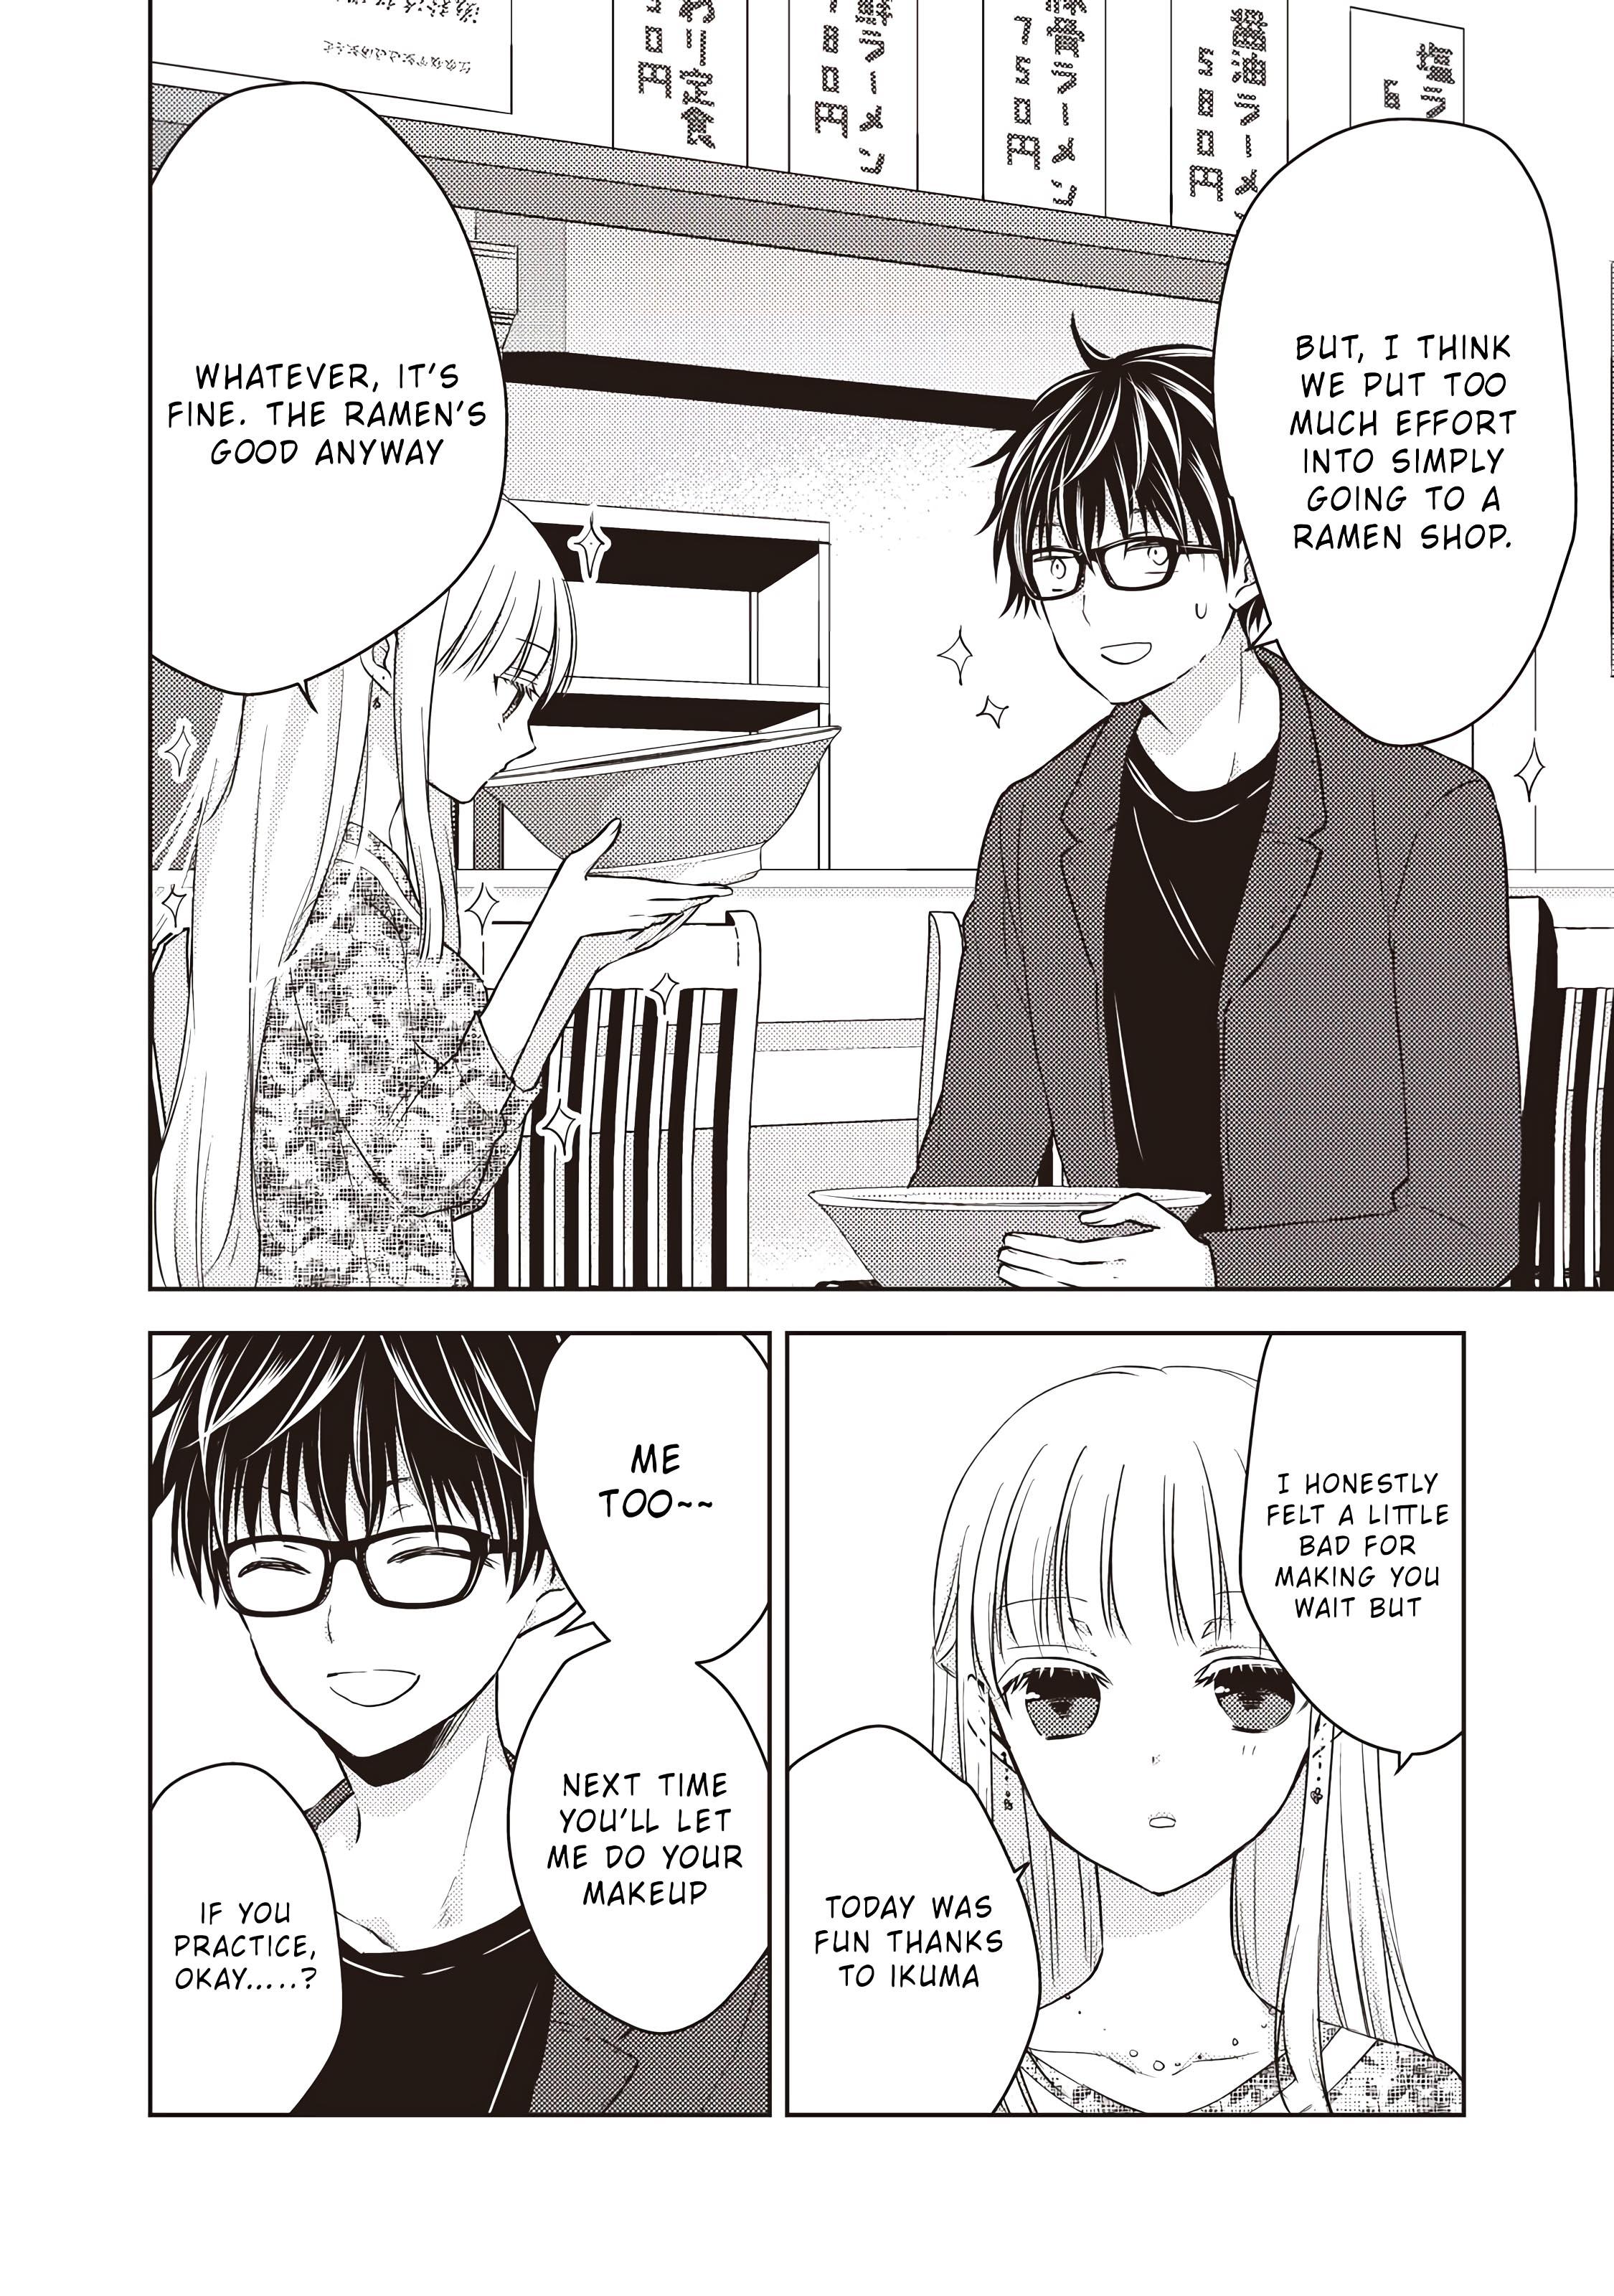 BUT, I THINK
WE PUT TOO
MUCH EFFORT
INTO SIMPLY
GOING TO A
RAMEN SHOP.
WHATEVER, IT'S
FINE. THE RAMEN'S
GOOD ANYWAY
I HONESTLY
FELT A LITTLE
BAD FOR
MAKING YOU
WAIT BUT
TODAY WAS
FUN THANKS
TO IKUMA
ME
TOO~~
NEXT TIME
YOU'LL LET
ME DO YOUR
MAKEUP
IF YOU
PRACTICE,
OKAY.....?